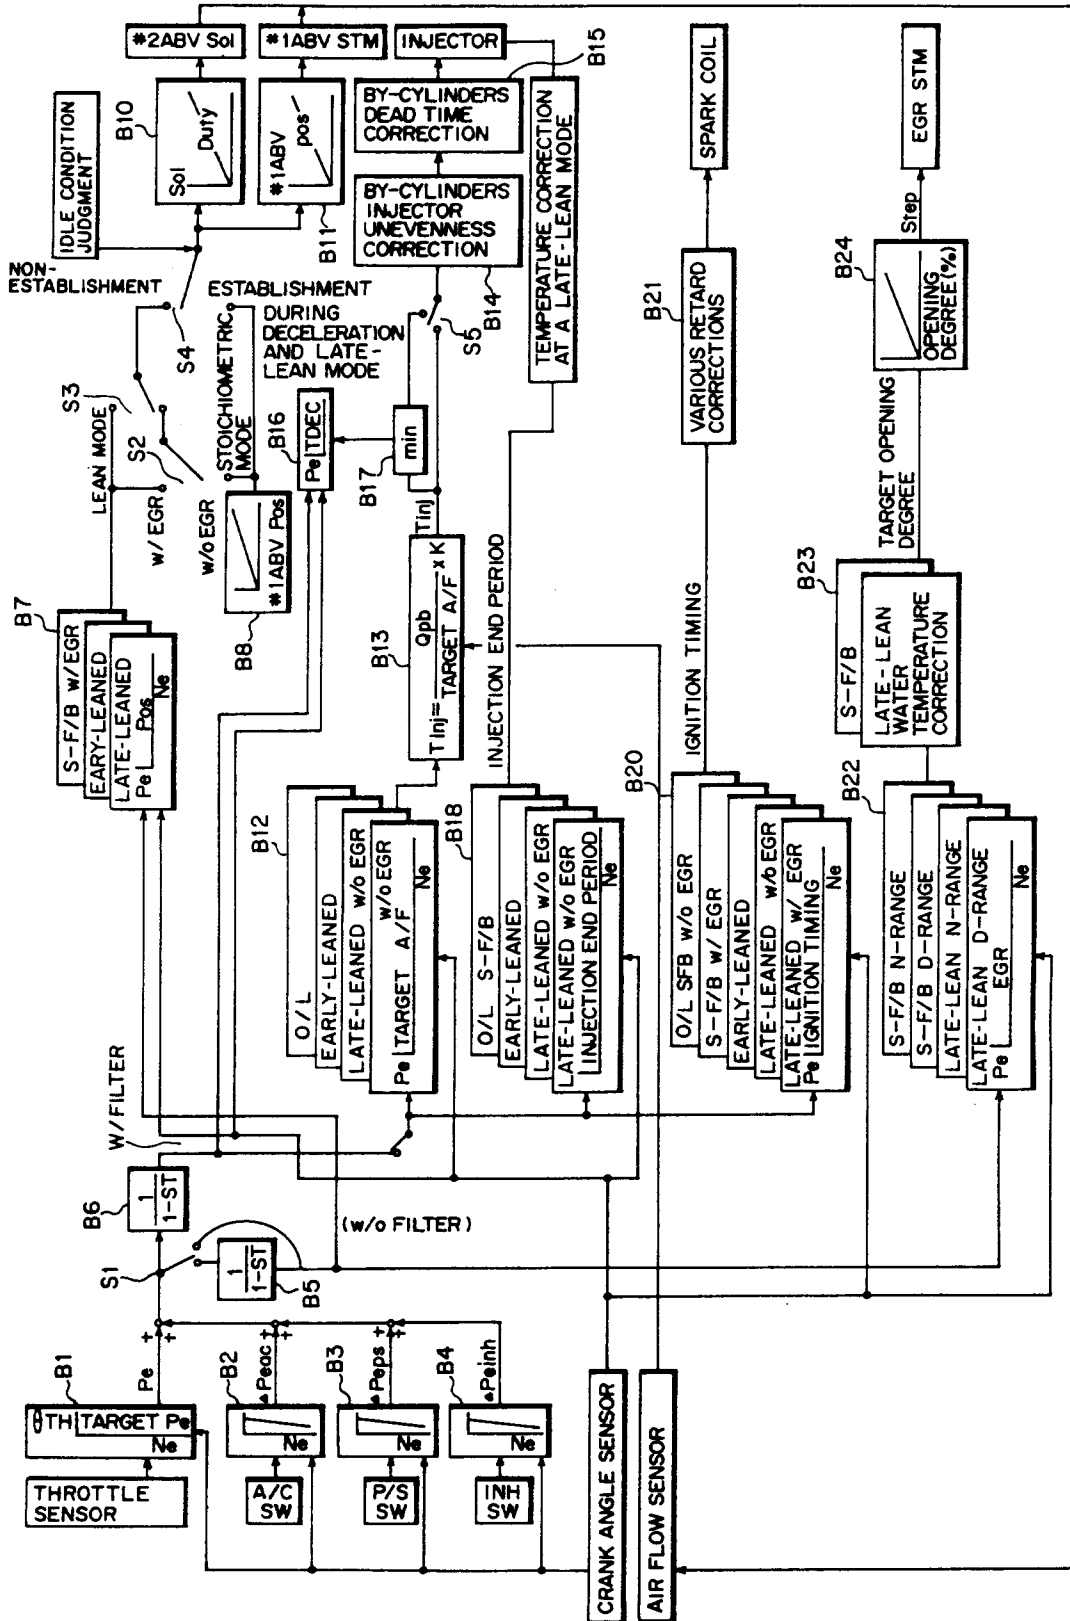 THROTTLE
SENSOR
B1
θTH TARGET Pe
Ne
Pe
+
+
A/C
SW
B2
Ne
▲Peac
+
+
P/S
SW
B3
Ne
▲Peps
+
+
INH
SW
B4
Ne
▲Peinh
CRANK ANGLE SENSOR
AIR FLOW SENSOR
S1
B5
1
1-ST
B6
1
1-ST
W/FILTER
(w/o FILTER)
B7
S-F/B w/EGR
EARY-LEANED
LATE-LEANED
Pe
Pos
Ne
LEAN MODE
S3
S2
W/EGR
w/oEGR
STOICHIOMETRIC
MODE
B8
#1ABV Pos
NON-
ESTABLISHMENT
S4
ESTABLISHMENT
IDLE CONDITION
JUDGMENT
B10
Sol
Duty
#2ABV Sol
B11
#1ABV
pos
#1ABV STM
B12
O/L
EARLY-LEANED
LATE-LEANED w/o EGR
w/o EGR
Pe TARGET A/F
Ne
B13
Tinj= Qpb
TARGET A/F x K
Tinj
B16
Pe TDEC
B17
min
DURING
DECELERATION
AND LATE-
LEAN MODE
S5
B14
BY-CYLINDERS
INJECTOR
UNEVENNESS
CORRECTION
BY-CYLINDERS
DEAD TIME
CORRECTION
B15
INJECTOR
B18
O/L S-F/B
EARLY-LEANED
LATE-LEANED w/o EGR
LATE-LEANED w/o EGR
INJECTION END PERIOD
Ne
INJECTION END PERIOD
TEMPERATURE CORRECTION
AT A LATE-LEAN MODE
B20
O/L SFB w/o EGR
S-F/B w/ EGR
EARLY-LEANED
LATE-LEANED w/o EGR
LATE-LEANED w/ EGR
Pe IGNITION TIMING
Ne
IGNITION TIMING
B21
VARIOUS RETARD
CORRECTIONS
SPARK COIL
B22
S-F/B N-RANGE
S-F/B D-RANGE
LATE-LEAN N-RANGE
LATE-LEAN D-RANGE
Pe
EGR
Ne
B23
S-F/B
LATE-LEAN
WATER
TEMPERATURE
CORRECTION
TARGET OPENING
DEGREE
B24
OPENING
DEGREE(%)
Step
EGR STM